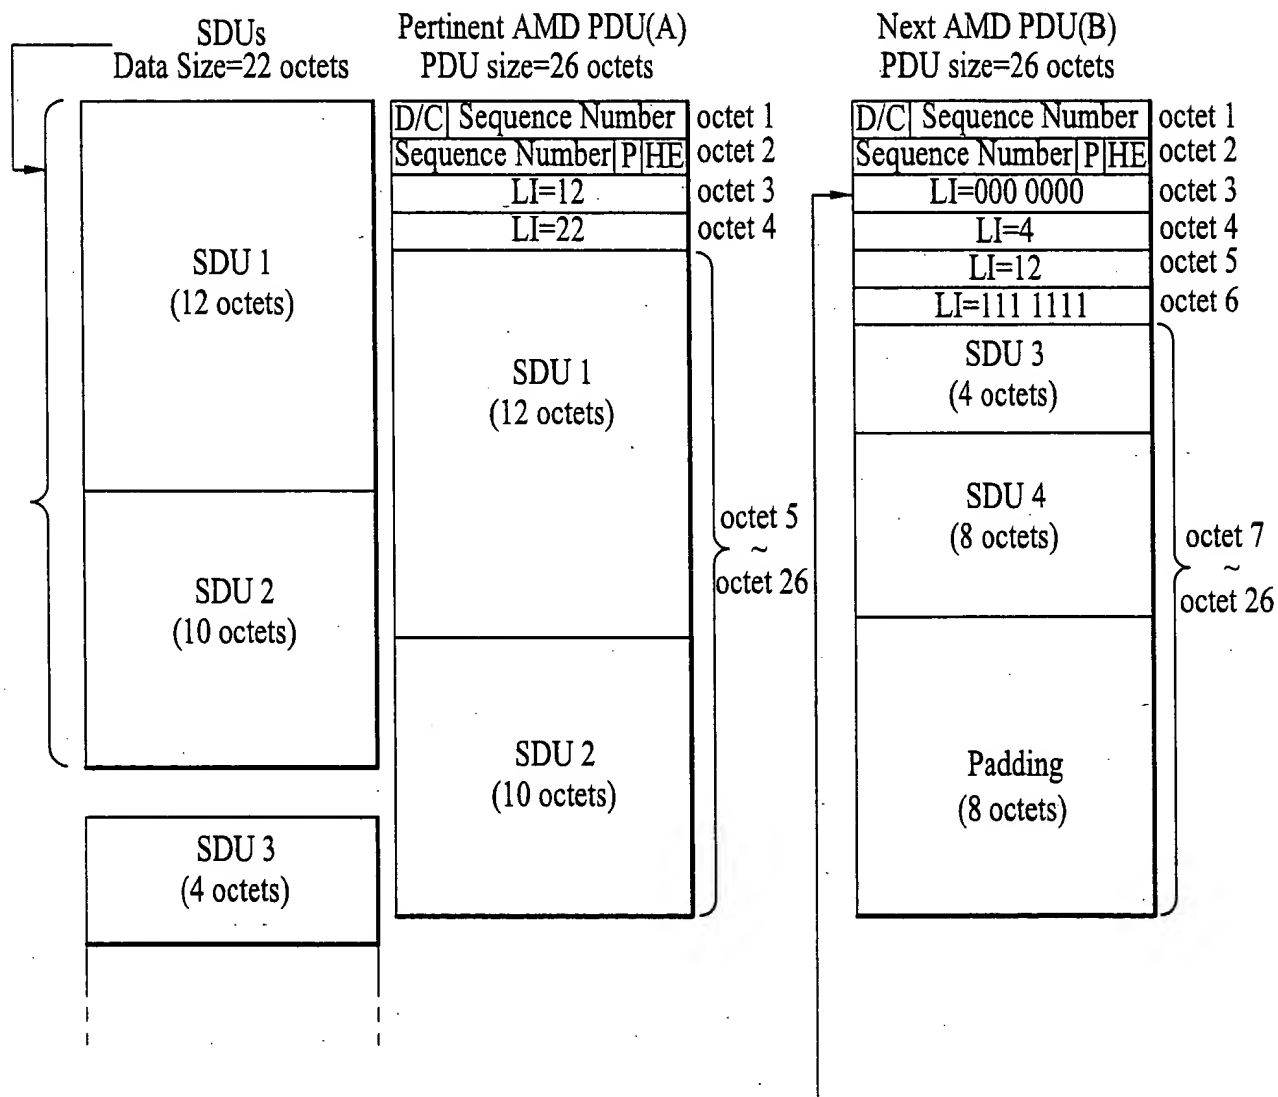 SDUs
Data Size=22 octets
SDU 1
(12 octets)
SDU 2
(10 octets)
SDU 3
(4 octets)
Pertinent AMD PDU(A)
PDU size=26 octets
D/C Sequence Number octet 1
Sequence Number P HE octet 2
LI=12 octet 3
LI=22 octet 4
SDU 1
(12 octets)
octet 5
~
octet 26
SDU 2
(10 octets)
Next AMD PDU(B)
PDU size=26 octets
D/C Sequence Number octet 1
Sequence Number P HE octet 2
LI=000 0000 octet 3
LI=4 octet 4
LI=12 octet 5
LI=111 1111 octet 6
SDU 3
(4 octets)
SDU 4
(8 octets)
octet 7
~
octet 26
Padding
(8 octets)